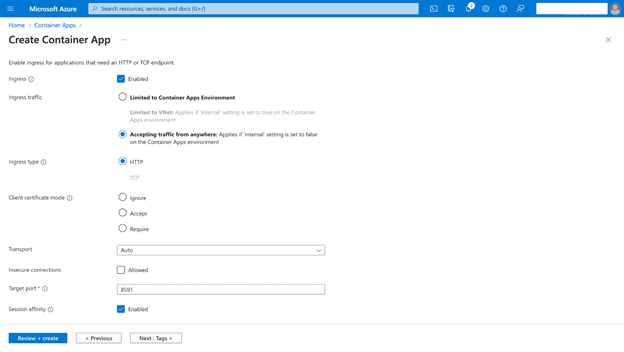 Microsoft Azure
Search resources, services, and docs (G+/)
Home > Container Apps >
Create Container App ...
Enable ingress for applications that need an HTTP or TCP endpoint.
Ingress
Enabled
Ingress traffic
Limited to Container Apps Environment
Limited to VNet: Applies if 'internal' setting is set to true on the Container
Apps environment
Accepting traffic from anywhere: Applies if 'internal' setting is set to false
on the Container Apps environment
Ingress type
HTTP
TCP
Client certificate mode
Ignore
Accept
Require
Transport
Auto
Insecure connections
Allowed
Target port *
8591
Session affinity
Enabled
Review + create
< Previous
Next : Tags >